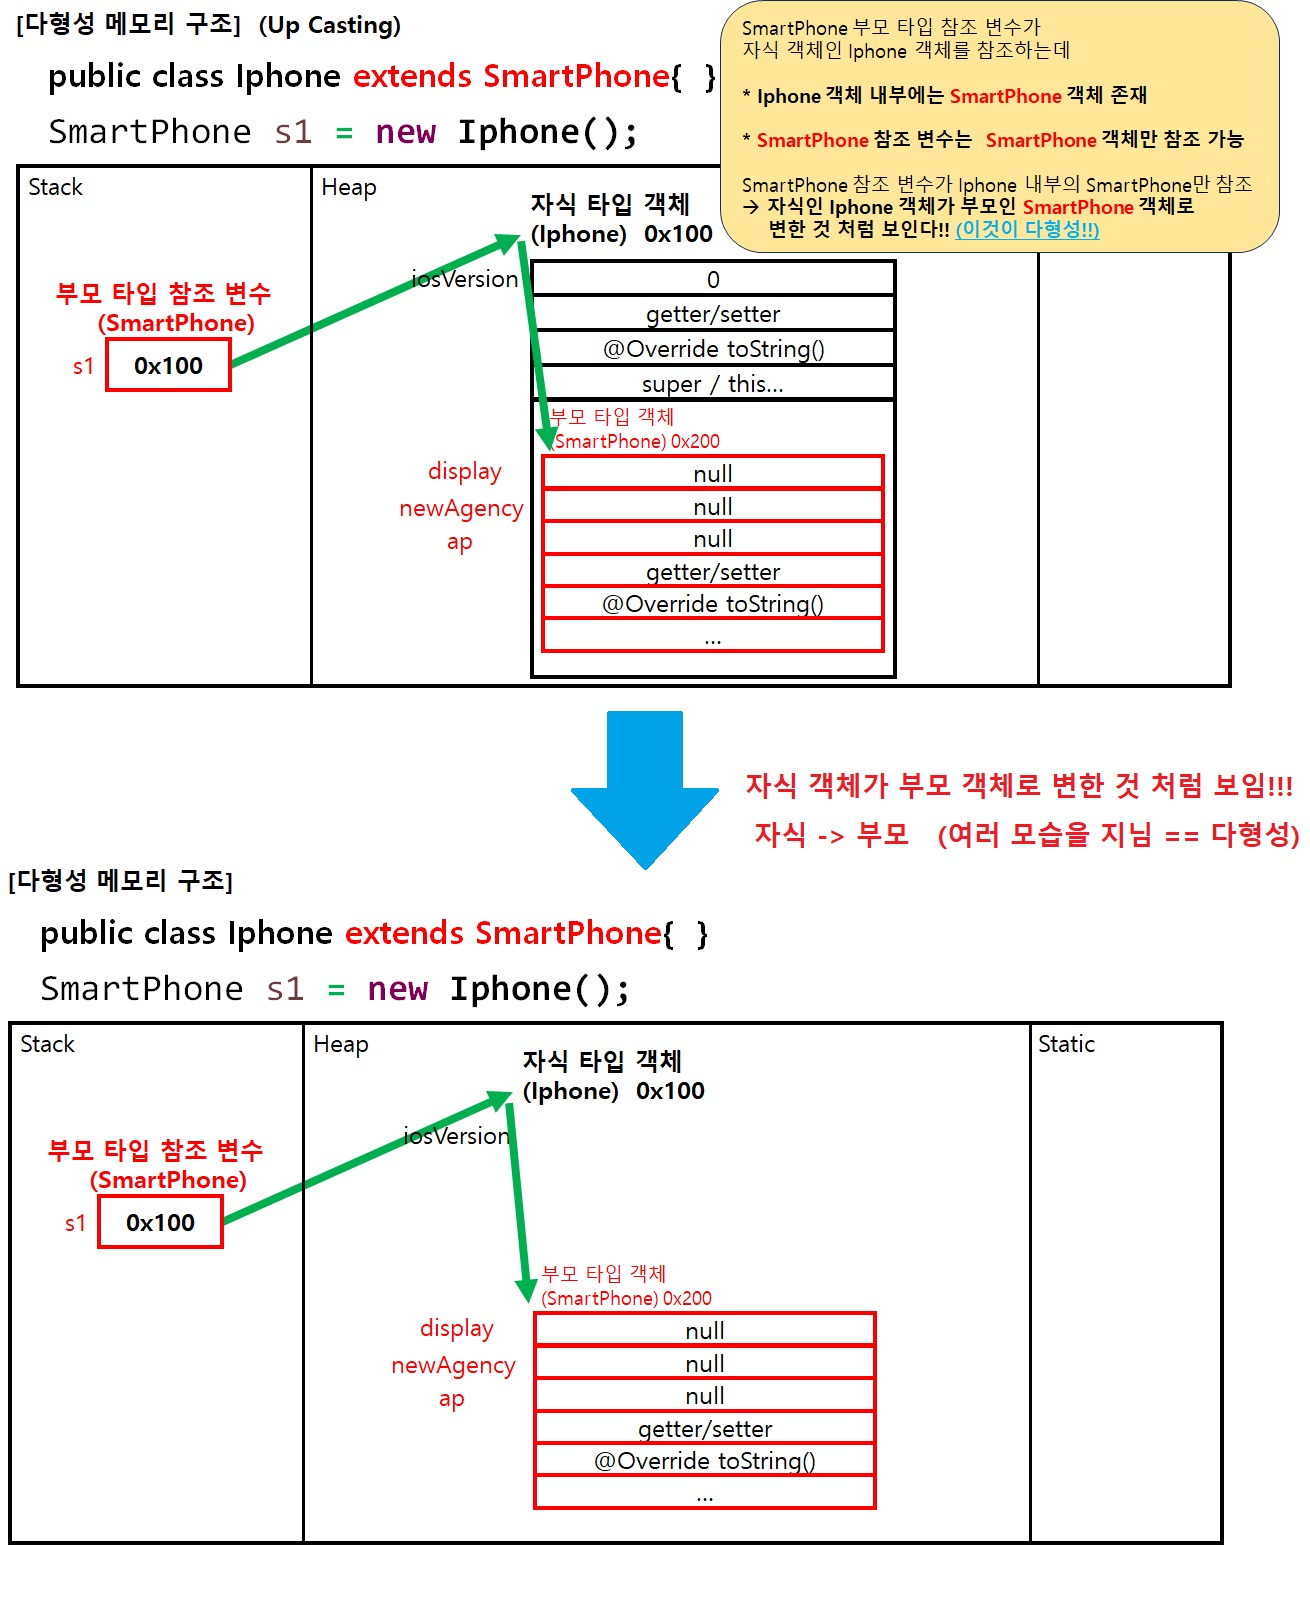 [다형성 메모리 구조]  (Up Casting)
public class Iphone extends SmartPhone{  }
SmartPhone s1 = new Iphone();
SmartPhone 부모 타입 참조 변수가
자식 객체인 Iphone 객체를 참조하는데
* Iphone 객체 내부에는 SmartPhone 객체 존재
* SmartPhone 참조 변수는 SmartPhone 객체만 참조 가능
SmartPhone 참조 변수가 Iphone 내부의 SmartPhone만 참조
→ 자식인 Iphone 객체가 부모인 SmartPhone 객체로
변한 것 처럼 보인다!! (이것이 다형성!!)
Stack
Heap
자식 타입 객체
(Iphone) 0x100
부모 타입 참조 변수
(SmartPhone)
s1
0x100
iosVersion
0
getter/setter
@Override toString()
super / this...
부모 타입 객체
(SmartPhone) 0x200
display
null
newAgency
null
ap
null
getter/setter
@Override toString()
...
자식 객체가 부모 객체로 변한 것 처럼 보임!!!
자식 -> 부모 (여러 모습을 지님 == 다형성)
[다형성 메모리 구조]
public class Iphone extends SmartPhone{  }
SmartPhone s1 = new Iphone();
Stack
Heap
Static
자식 타입 객체
(Iphone) 0x100
부모 타입 참조 변수
(SmartPhone)
s1
0x100
iosVersion
부모 타입 객체
(SmartPhone) 0x200
display
null
newAgency
null
ap
null
getter/setter
@Override toString()
...